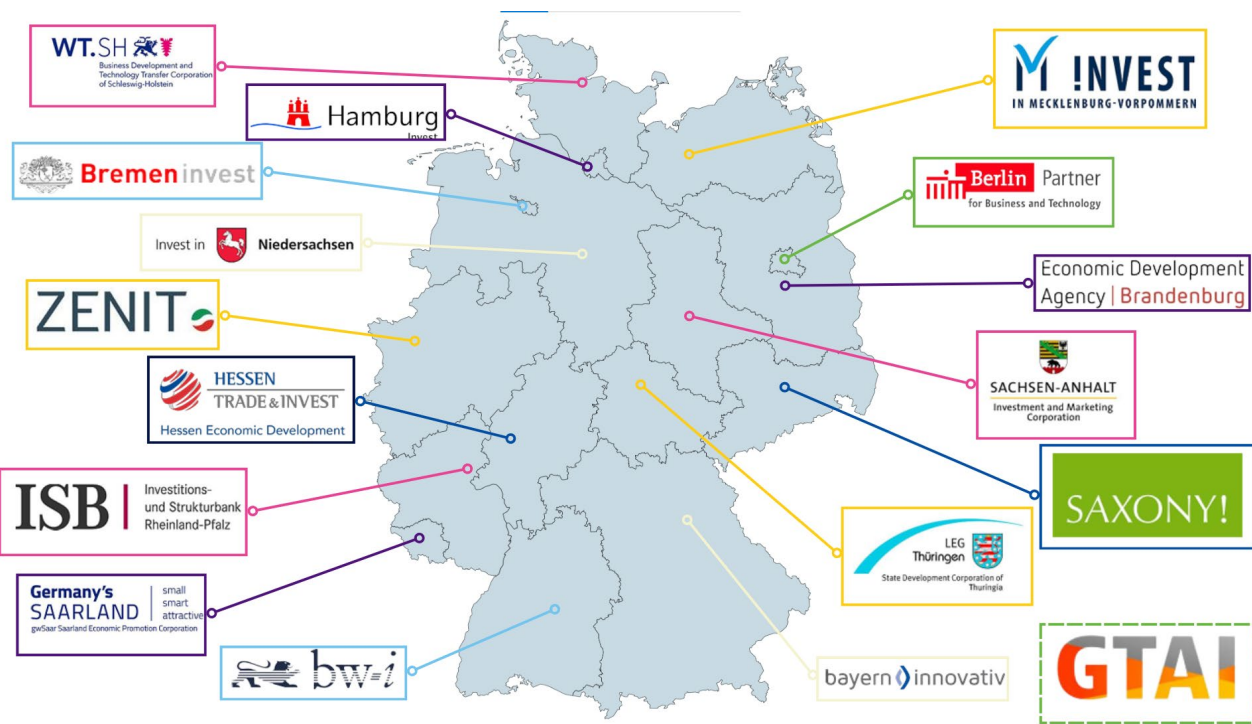 WT.SH
Business Development and
Technology Transfer Corporation
of Schleswig-Holstein
Hamburg
Invest
Bremeninvest
Invest in Niedersachsen
ZENIT
HESSEN
TRADE & INVEST
Hessen Economic Development
ISB
Investitions-
und Strukturbank
Rheinland-Pfalz
Germany's
SAARLAND
small
smart
attractive
gwSaar Saarland Economic Promotion Corporation
bw-i
!NVEST
IN MECKLENBURG-VORPOMMERN
Berlin Partner
for Business and Technology
Economic Development
Agency | Brandenburg
SACHSEN-ANHALT
Investment and Marketing
Corporation
SAXONY!
LEG
Thüringen
State Development Corporation of
Thuringia
bayern innovativ
GTAI